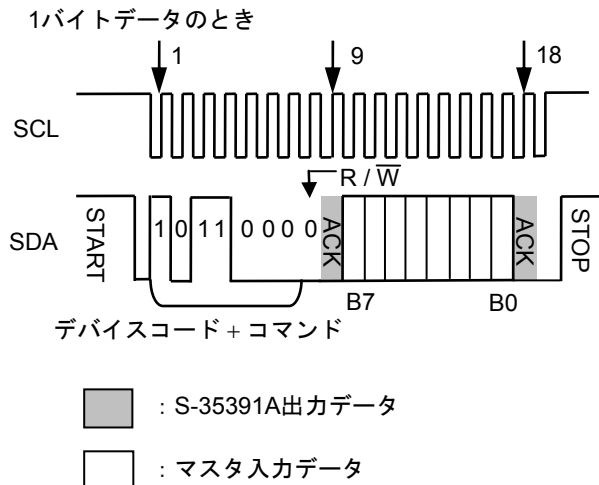 1バイトデータのとき
1 9 18
SCL
R / W
SDA START 1 0 1 1 0 0 0 0 0 ACK ACK STOP
B7 B0
デバイスコード + コマンド
: S-35391A出力データ
: マスタ入力データ